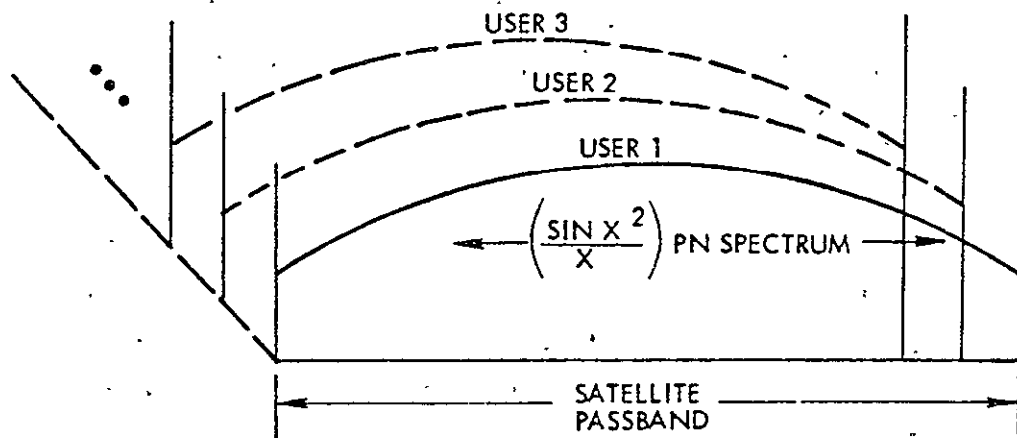 USER 3
USER 2
USER 1
(SIN X ² / X) PN SPECTRUM
SATELLITE
PASSBAND